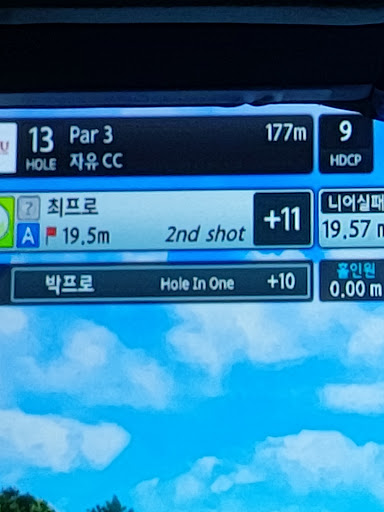 U
13 Par 3 177m
HOLE 자유 CC
9
HDCP
? 최프로
A 19.5m 2nd shot
+11
니어실패
19.57 m
박프로 Hole In One +10
홀인원
0.00 m